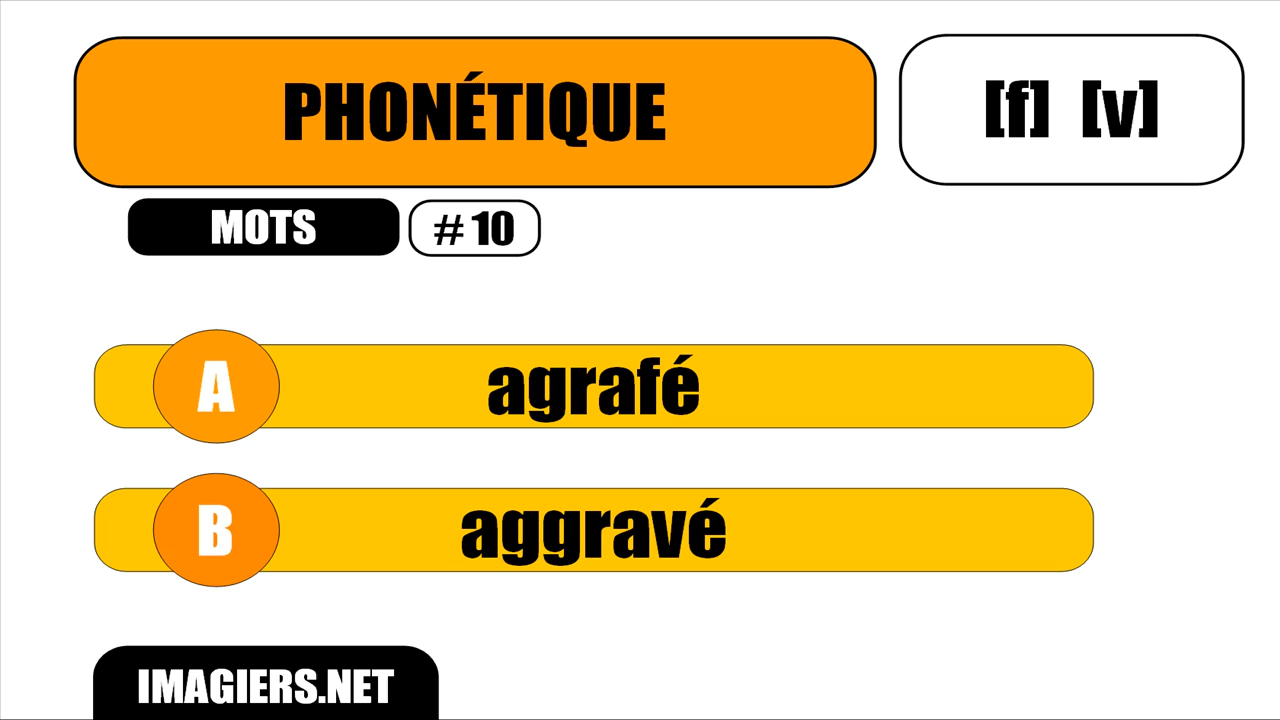 PHONÉTIQUE
[f] [v]
MOTS
# 10
A
agrafé
B
aggravé
IMAGIERS.NET